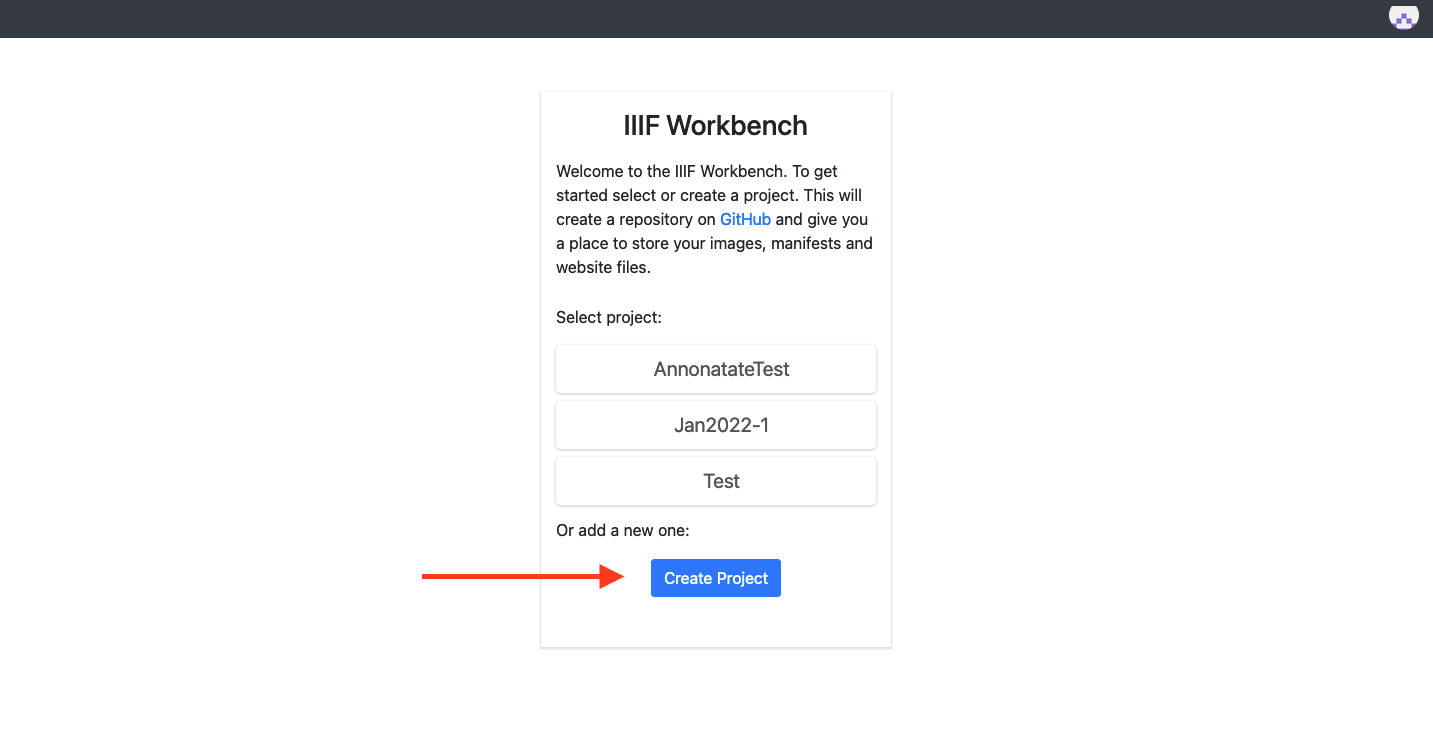 IIIF Workbench
Welcome to the IIIF Workbench. To get
started select or create a project. This will
create a repository on GitHub and give you
a place to store your images, manifests and
website files.
Select project:
AnnonatateTest
Jan2022-1
Test
Or add a new one:
Create Project